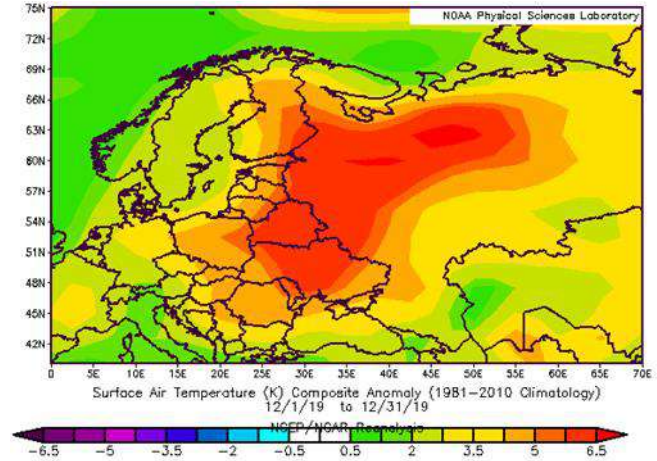 NOAA Physical Sciences Laboratory
75N
72N
69N
66N
63N
60N
57N
54N
51N
48N
45N
42N
0 5E 10E 15E 20E 25E 30E 35E 40E 45E 50E 55E 60E 65E 70E
Surface Air Temperature (K) Composite Anomaly (1981-2010 Climatology)
12/1/19 to 12/31/19
NCEP/NCAR Reanalysis
-6.5 -5 -3.5 -2 -0.5 0.5 2 3.5 5 6.5